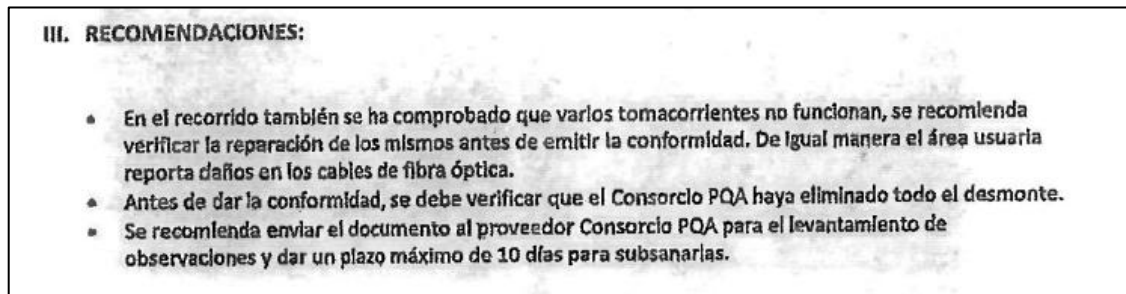 III. RECOMENDACIONES:
• En el recorrido también se ha comprobado que varios tomacorrientes no funcionan, se recomienda
verificar la reparación de los mismos antes de emitir la conformidad. De igual manera el área usuaria
reporta daños en los cables de fibra óptica.
• Antes de dar la conformidad, se debe verificar que el Consorcio PQA haya eliminado todo el desmonte.
• Se recomienda enviar el documento al proveedor Consorcio PQA para el levantamiento de
observaciones y dar un plazo máximo de 10 días para subsanarlas.